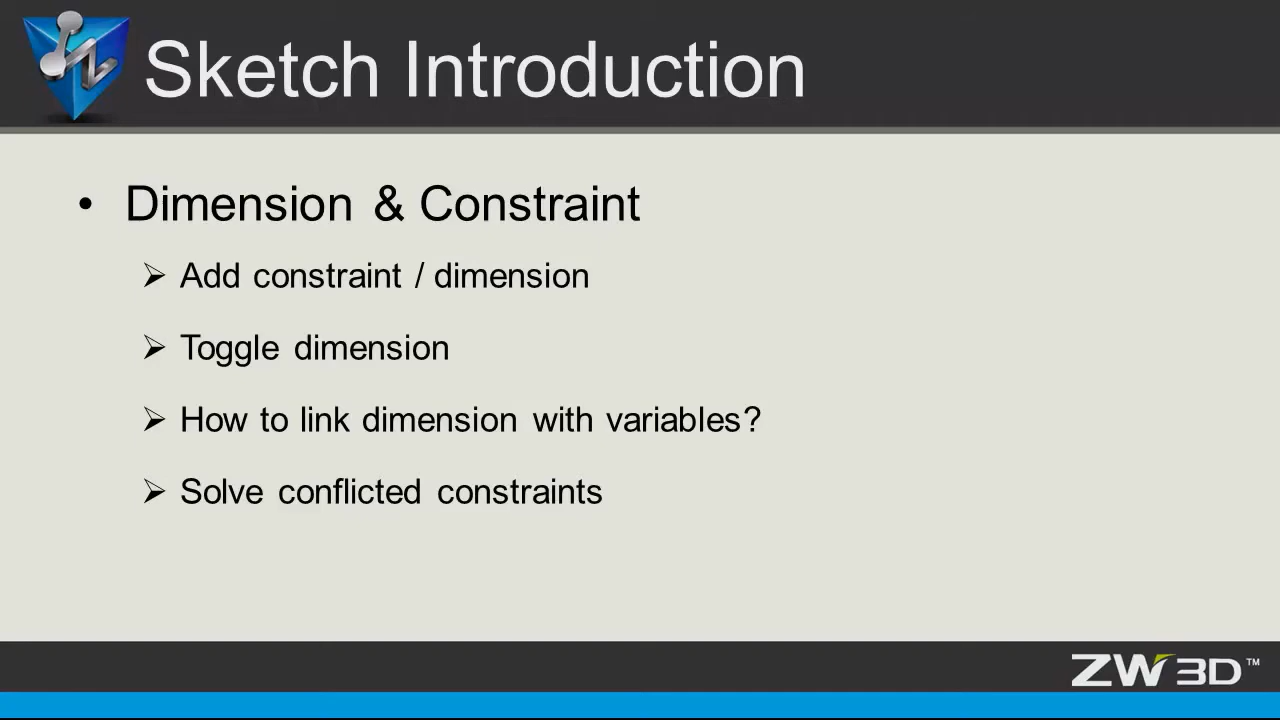 Sketch Introduction
• Dimension & Constraint
➢ Add constraint / dimension
➢ Toggle dimension
➢ How to link dimension with variables?
➢ Solve conflicted constraints
ZW3D™